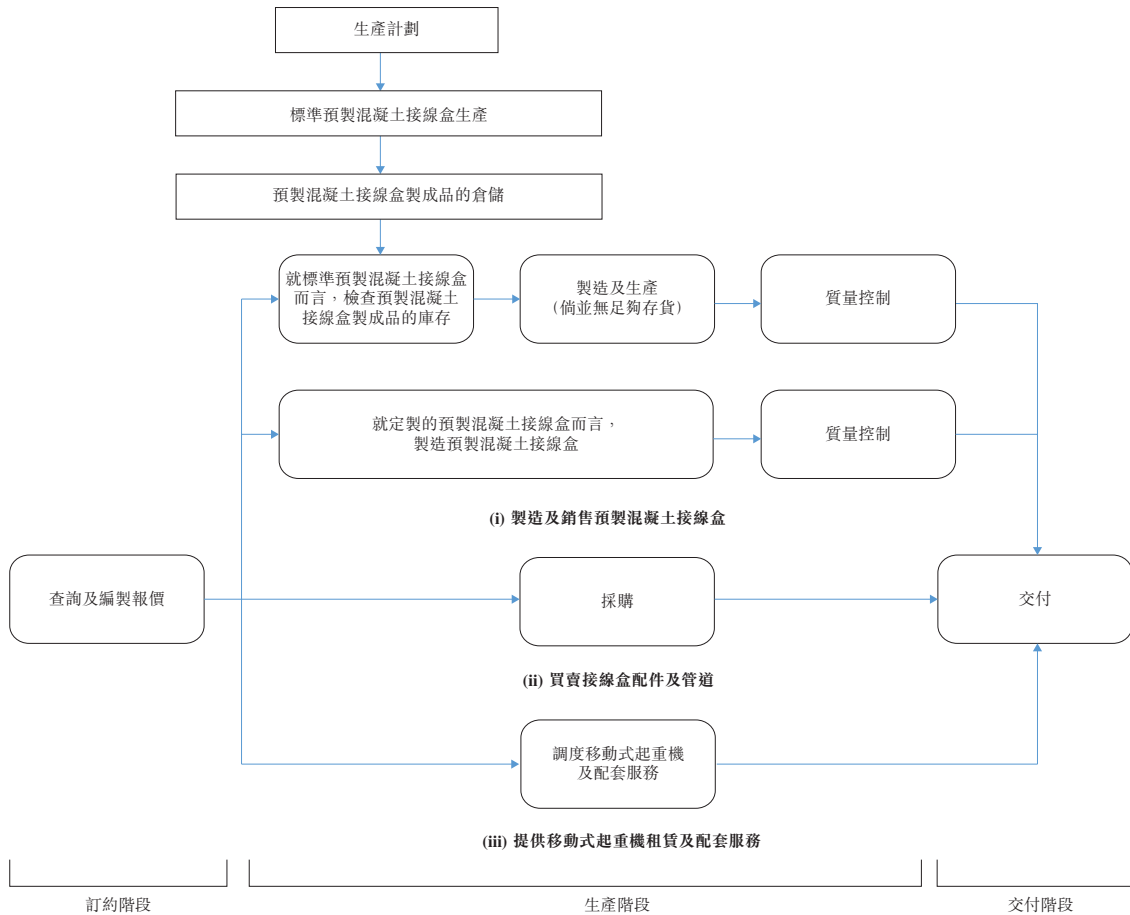 生產計劃
標準預製混凝土接線盒生產
預製混凝土接線盒製成品的倉儲
就標準預製混凝土接線盒
而言，檢查預製混凝土
接線盒製成品的庫存
製造及生產
（倘並無足夠存貨）
質量控制
就定製的預製混凝土接線盒而言，
製造預製混凝土接線盒
質量控制
(i) 製造及銷售預製混凝土接線盒
查詢及編製報價
採購
交付
(ii) 買賣接線盒配件及管道
調度移動式起重機
及配套服務
(iii) 提供移動式起重機租賃及配套服務
訂約階段
生產階段
交付階段